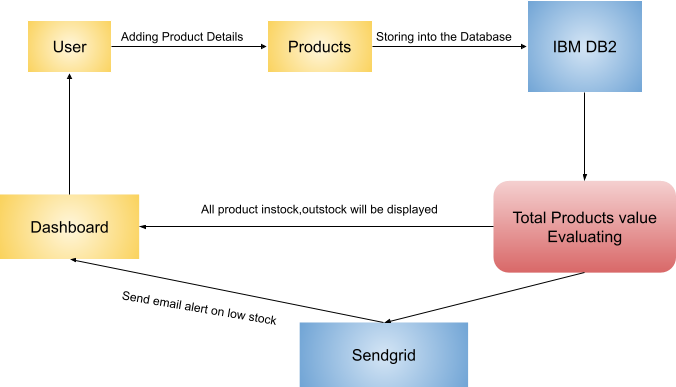 User
Adding Product Details
Products
Storing into the Database
IBM DB2
All product instock,outstock will be displayed
Total Products value
Evaluating
Dashboard
Send email alert on low stock
Sendgrid